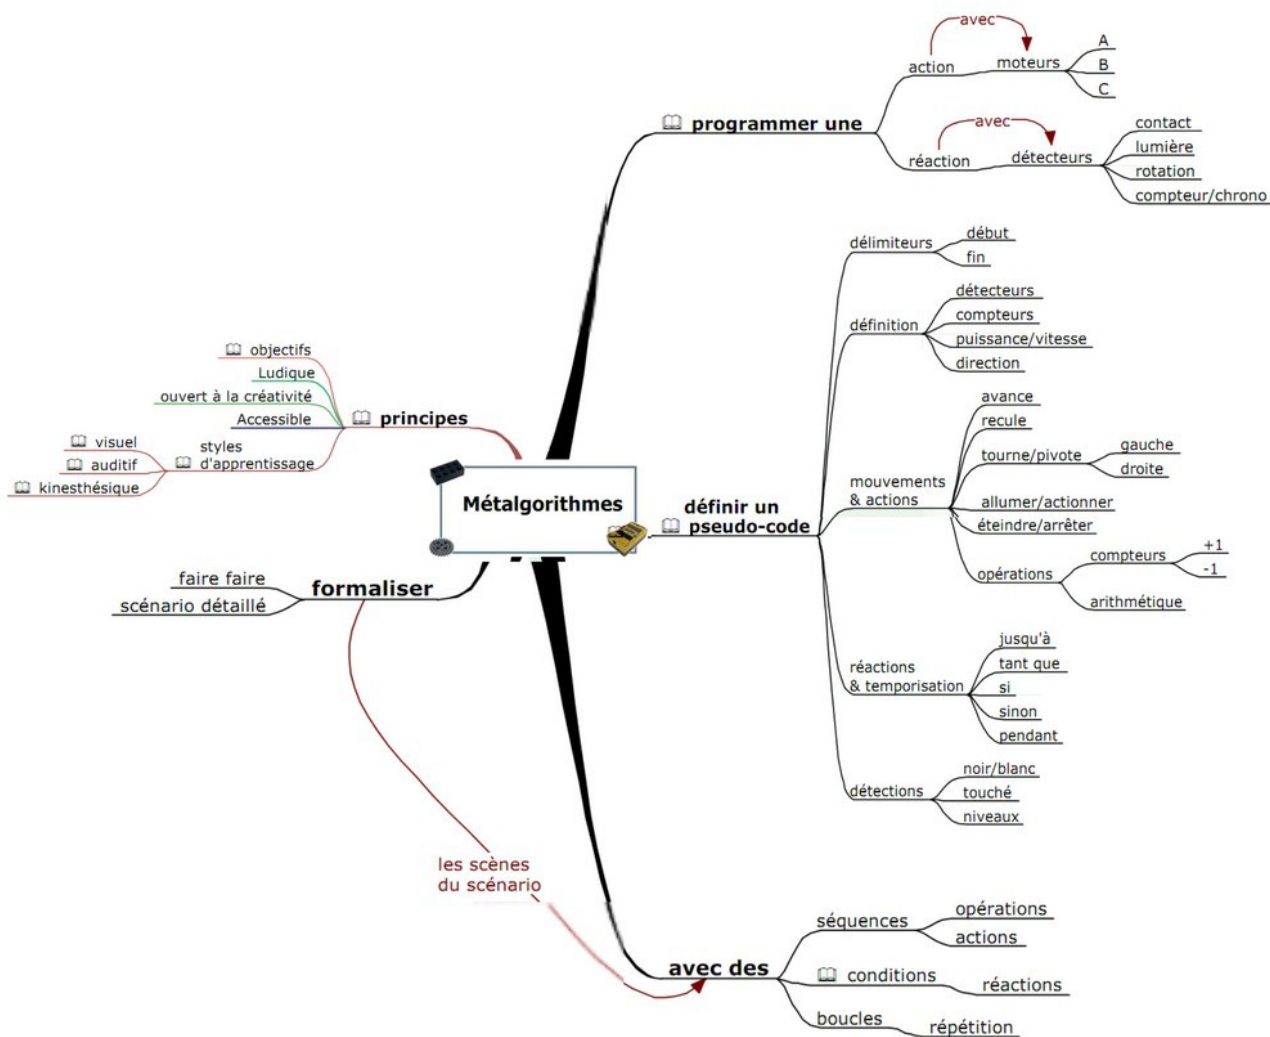 avec
action
moteurs
A
B
C
programmer une
avec
réaction
détecteurs
contact
lumière
rotation
compteur/chrono
délimiteurs
début
fin
définition
détecteurs
compteurs
puissance/vitesse
direction
objectifs
Ludique
ouvert à la créativité
Accessible
principes
styles
d'apprentissage
visuel
auditif
kinesthésique
Métalgorithmes
définir un
pseudo-code
mouvements
& actions
avance
recule
tourne/pivote
gauche
droite
allumer/actionner
éteindre/arrêter
opérations
compteurs
+1
-1
arithmétique
faire faire
scénario détaillé
formaliser
réactions
& temporisation
jusqu'à
tant que
si
sinon
pendant
détections
noir/blanc
touché
niveaux
les scènes
du scénario
avec des
séquences
opérations
actions
conditions
réactions
boucles
répétition